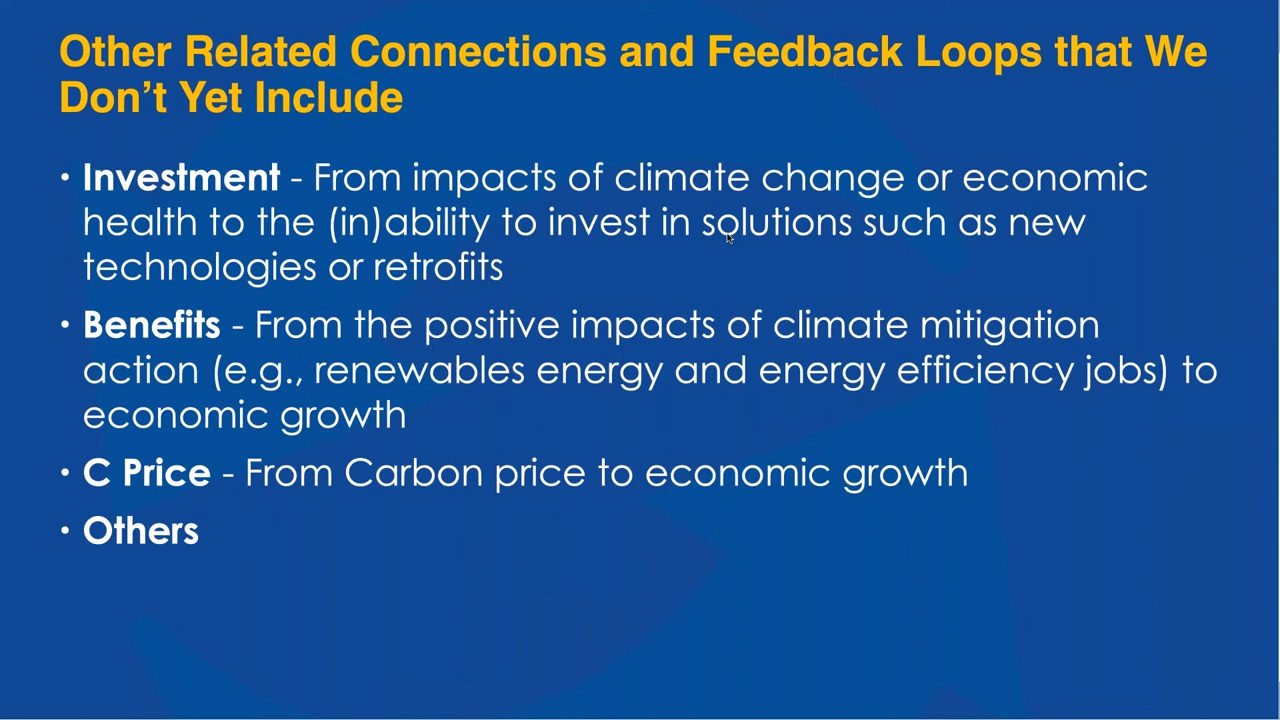 Other Related Connections and Feedback Loops that We
Don’t Yet Include
• Investment - From impacts of climate change or economic
health to the (in)ability to invest in solutions such as new
technologies or retrofits
• Benefits - From the positive impacts of climate mitigation
action (e.g., renewables energy and energy efficiency jobs) to
economic growth
• C Price - From Carbon price to economic growth
• Others